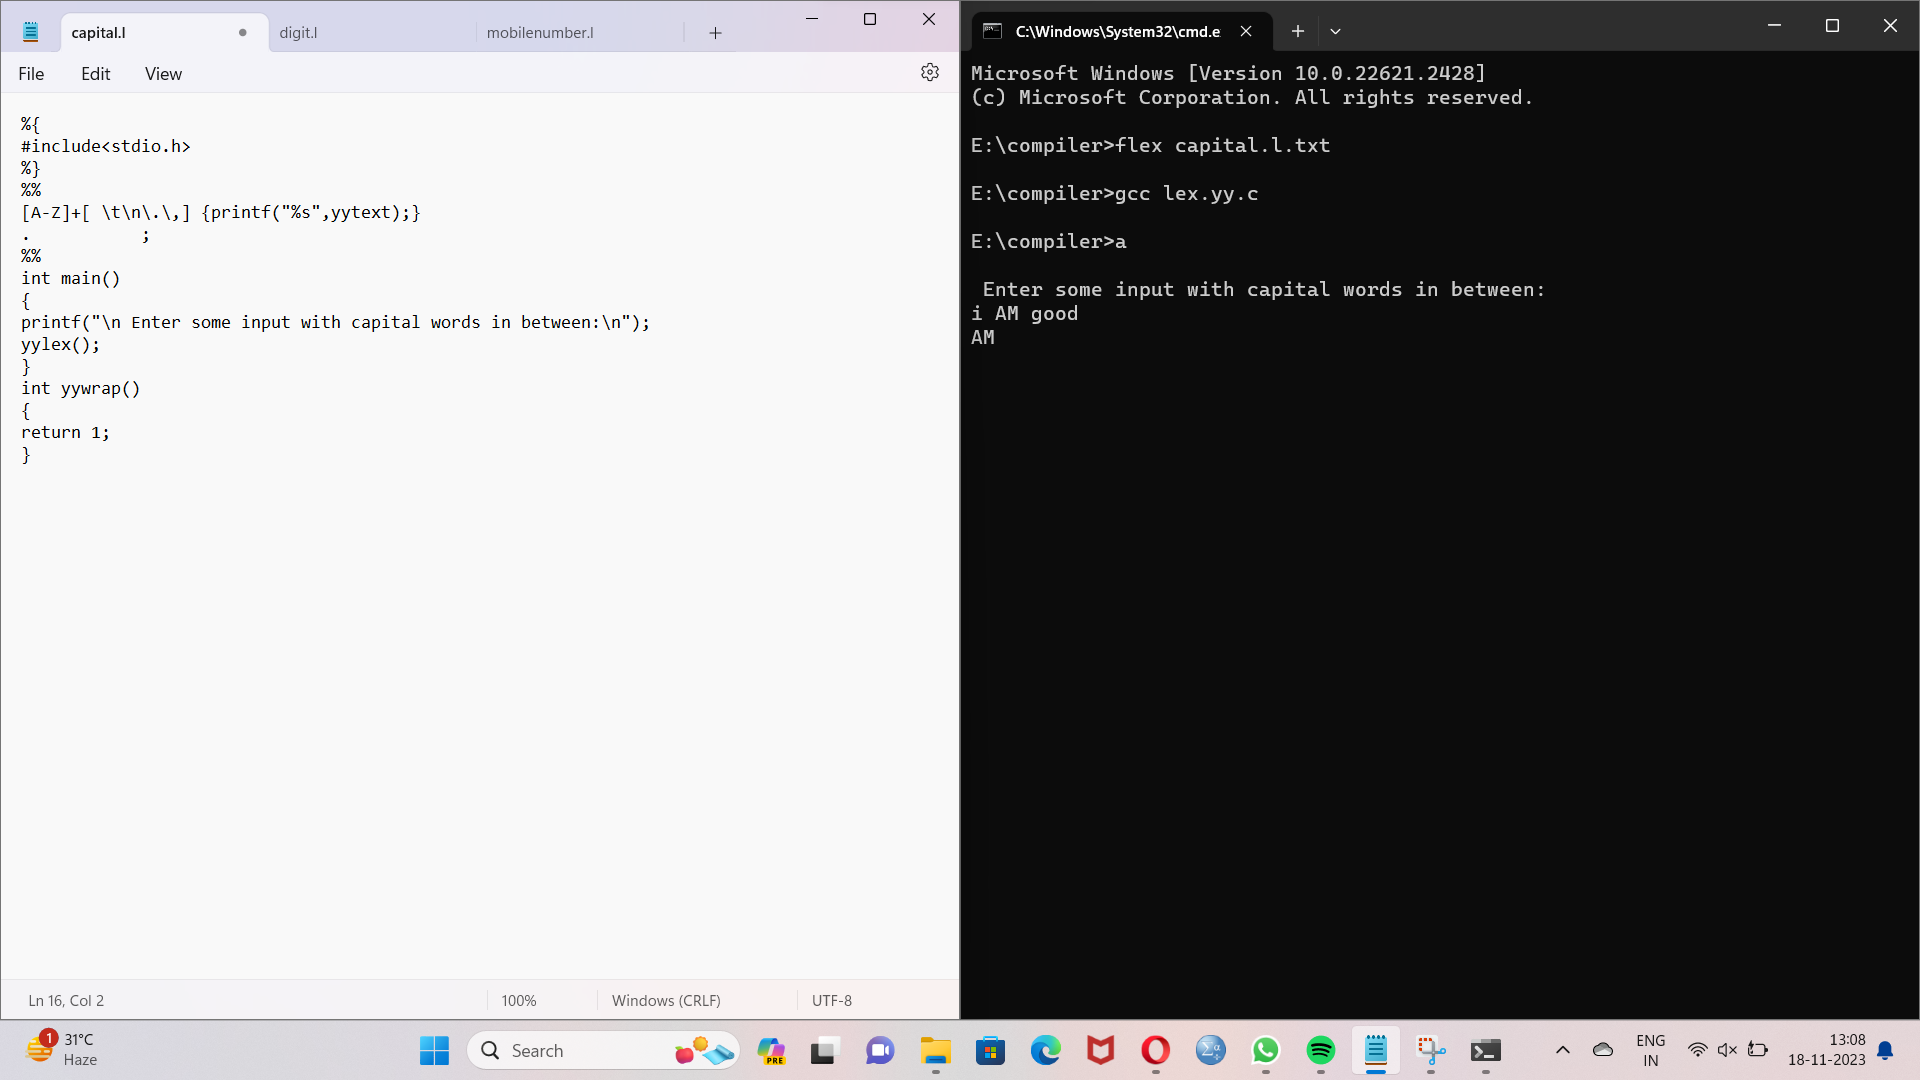 capital.l
digit.l
mobilenumber.l
File Edit View
%{
#include<stdio.h>
%}
%%
[A-Z]+[ \t\n\.\,] {printf("%s",yytext);}
. ;
%%
int main()
{
printf("\n Enter some input with capital words in between:\n");
yylex();
}
int yywrap()
{
return 1;
}
Ln 16, Col 2 100% Windows (CRLF) UTF-8
C:\Windows\System32\cmd.e
Microsoft Windows [Version 10.0.22621.2428]
(c) Microsoft Corporation. All rights reserved.
E:\compiler>flex capital.l.txt
E:\compiler>gcc lex.yy.c
E:\compiler>a
Enter some input with capital words in between:
i AM good
AM
1
31°C
Haze
Search
PRE
ENG
IN
13:08
18-11-2023